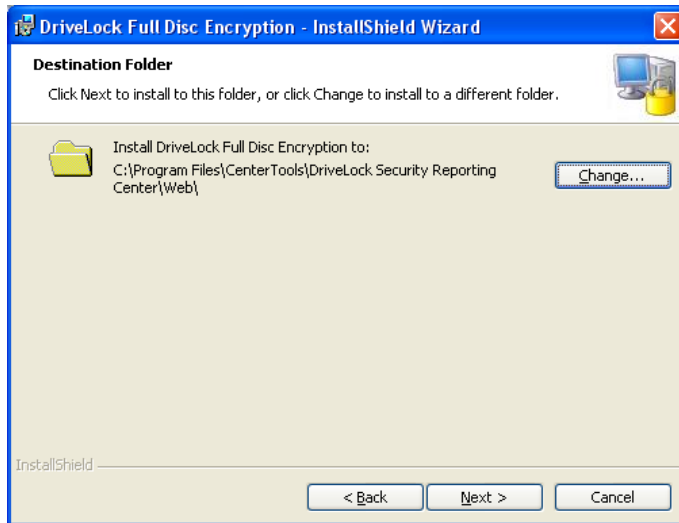 DriveLock Full Disc Encryption - InstallShield Wizard
Destination Folder
Click Next to install to this folder, or click Change to install to a different folder.
Install DriveLock Full Disc Encryption to:
C:\Program Files\CenterTools\DriveLock Security Reporting
Center\Web\
Change...
InstallShield
< Back
Next >
Cancel